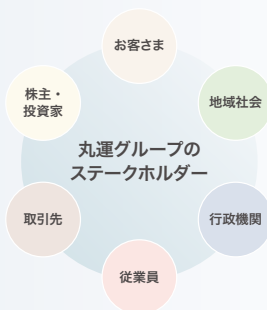 お客さま
株主・
投資家
地域社会
丸運グループの
ステークホルダー
取引先
行政機関
従業員